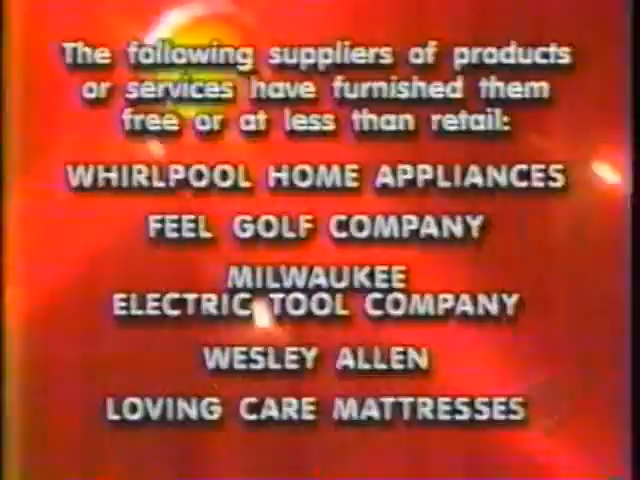 The following suppliers of products
or services have furnished them
free or at less than retail:
WHIRLPOOL HOME APPLIANCES
FEEL GOLF COMPANY
MILWAUKEE
ELECTRIC TOOL COMPANY
WESLEY ALLEN
LOVING CARE MATTRESSES